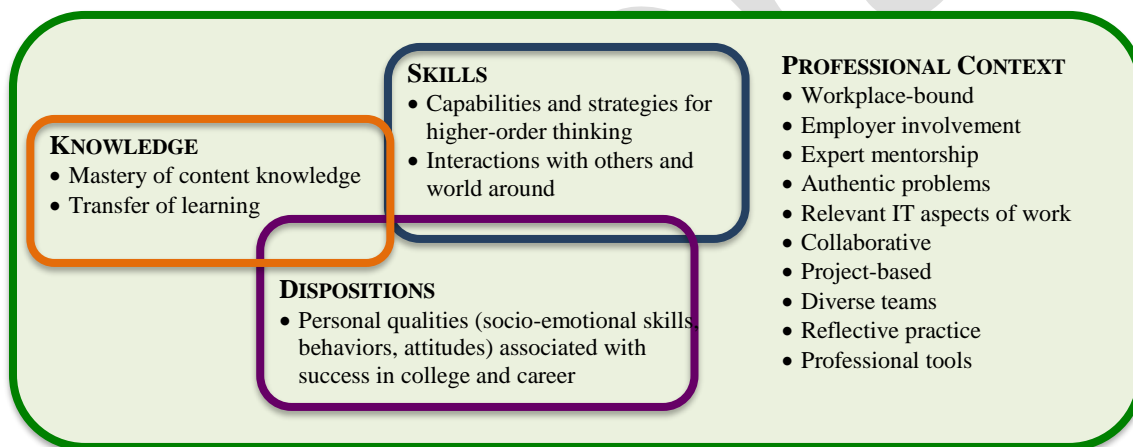 KNOWLEDGE
• Mastery of content knowledge
• Transfer of learning
SKILLS
• Capabilities and strategies for
higher-order thinking
• Interactions with others and
world around
DISPOSITIONS
• Personal qualities (socio-emotional skills,
behaviors, attitudes) associated with
success in college and career
PROFESSIONAL CONTEXT
• Workplace-bound
• Employer involvement
• Expert mentorship
• Authentic problems
• Relevant IT aspects of work
• Collaborative
• Project-based
• Diverse teams
• Reflective practice
• Professional tools